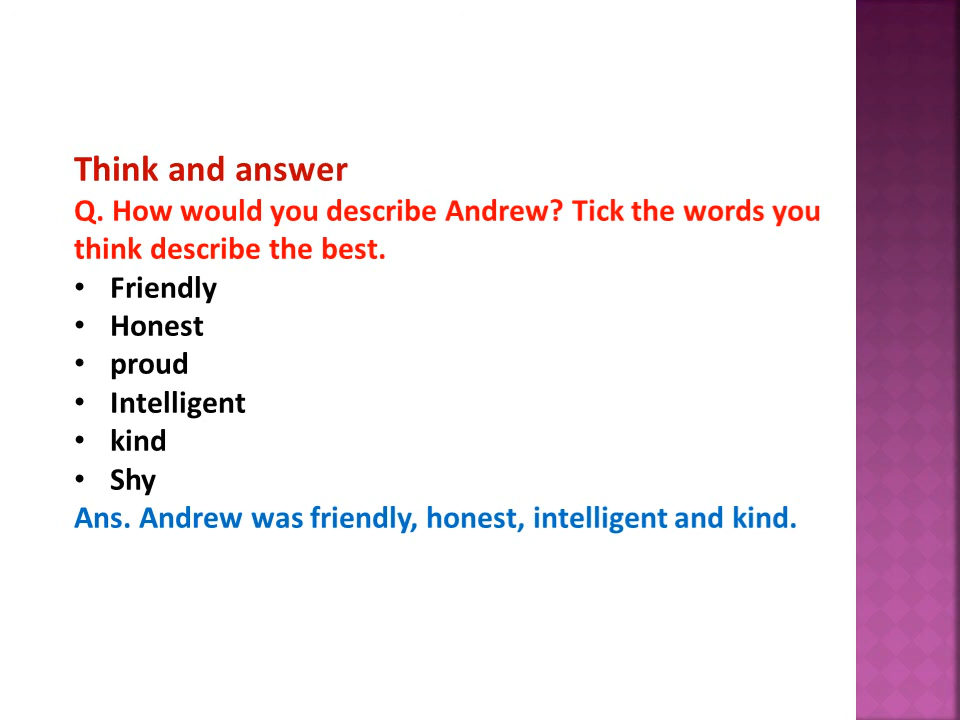 Think and answer
Q. How would you describe Andrew? Tick the words you
think describe the best.
• Friendly
• Honest
• proud
• Intelligent
• kind
• Shy
Ans. Andrew was friendly, honest, intelligent and kind.